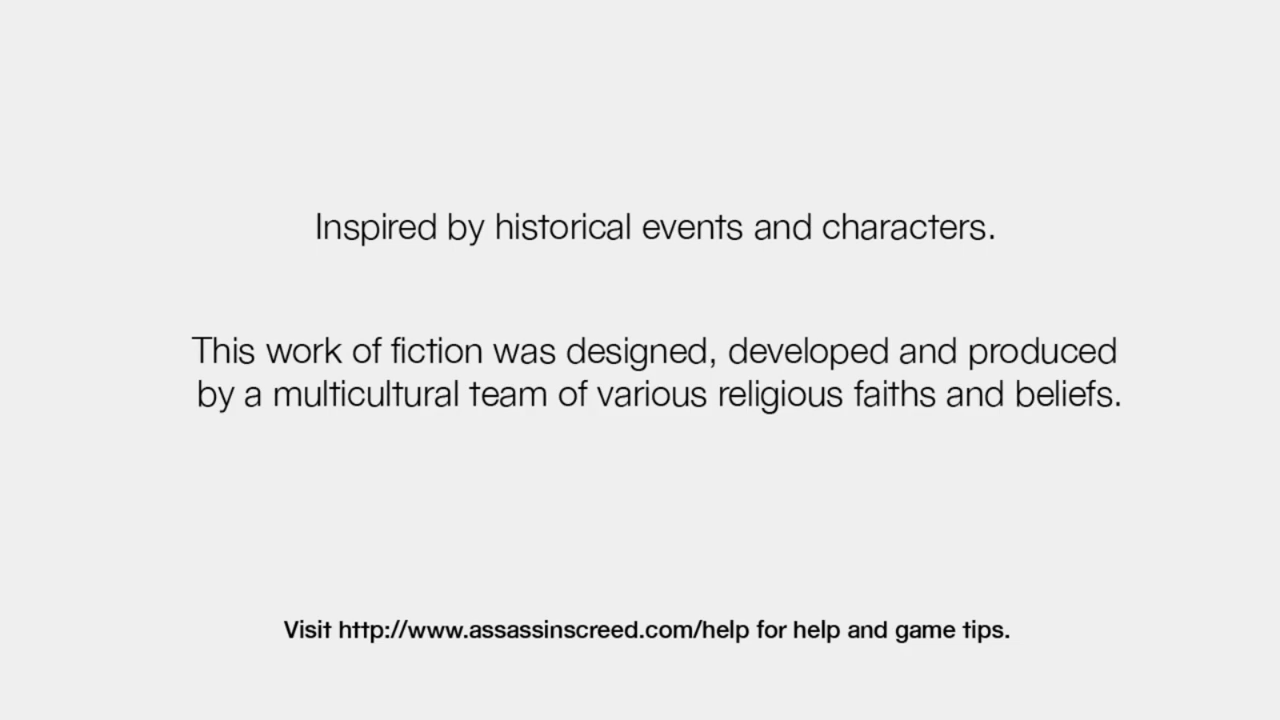 Inspired by historical events and characters.
This work of fiction was designed, developed and produced
by a multicultural team of various religious faiths and beliefs.
Visit http://www.assassinscreed.com/help for help and game tips.